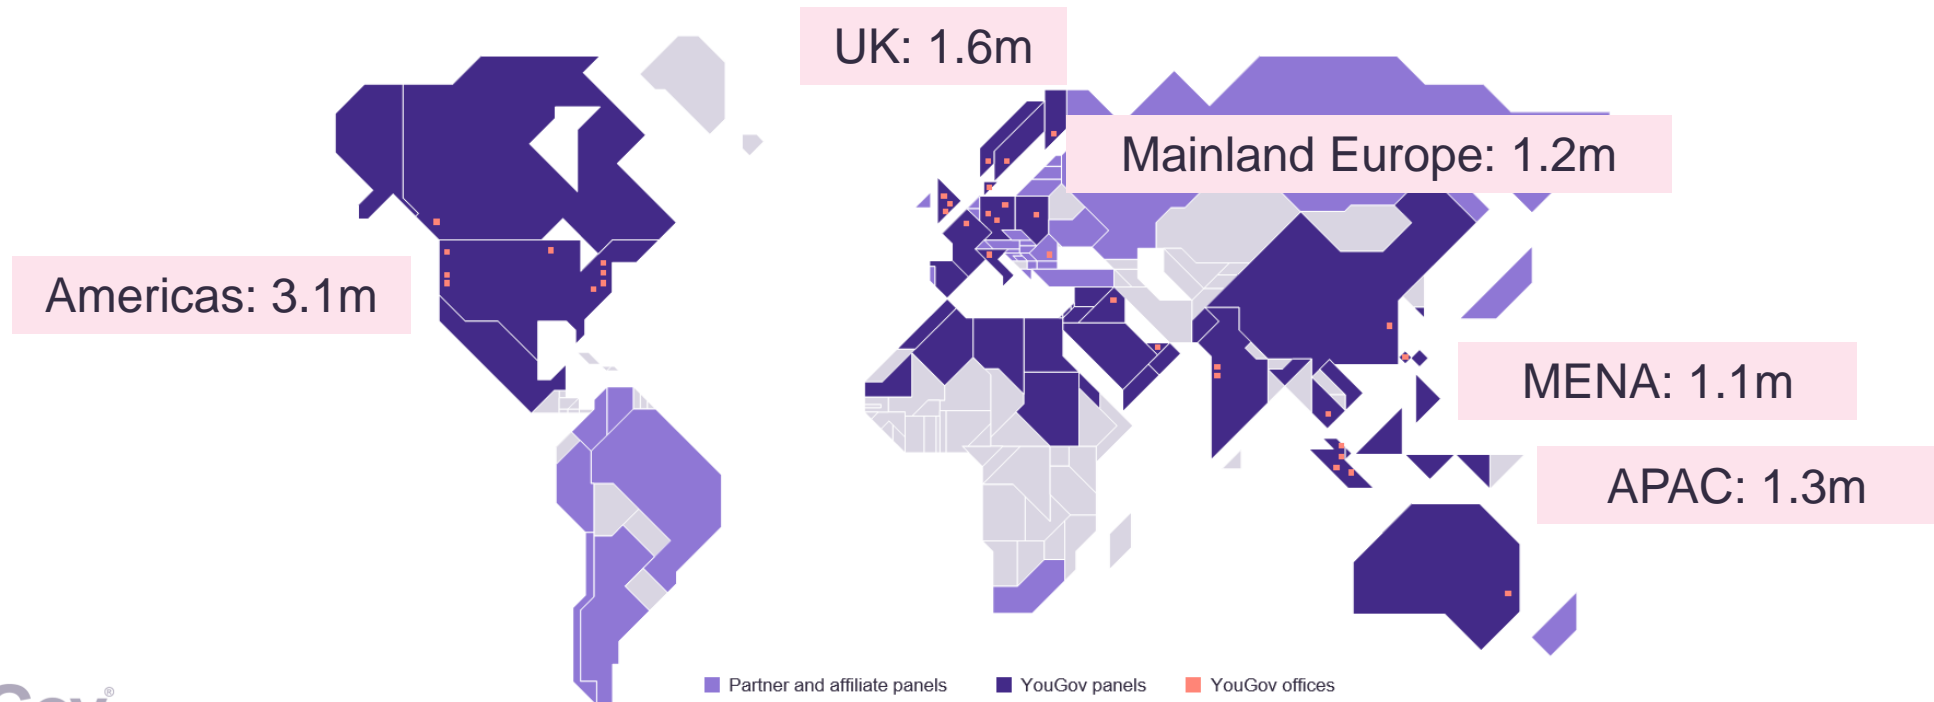 UK: 1.6m
Mainland Europe: 1.2m
Americas: 3.1m
MENA: 1.1m
APAC: 1.3m
Partner and affiliate panels
YouGov panels
YouGov offices